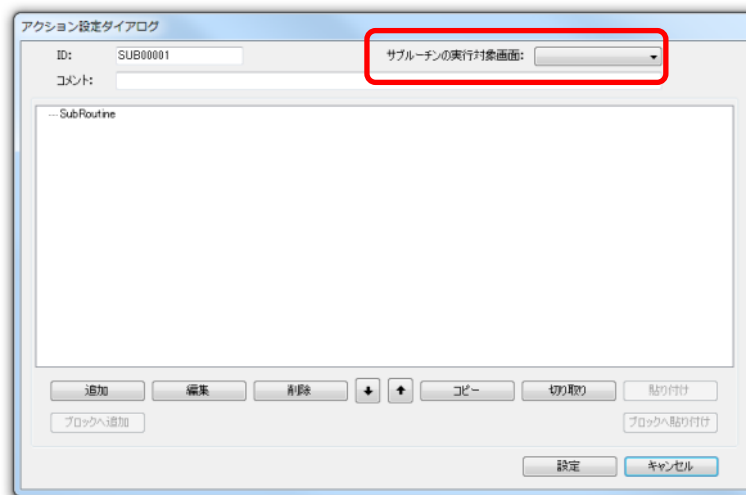 アクション設定ダイアログ
ID: SUB00001 サブルーチンの実行対象画面:
コメント:
SubRoutine
追加 編集 削除 コピー 切り取り 貼り付け
ブロックへ追加 ブロックへ貼り付け
設定 キャンセル